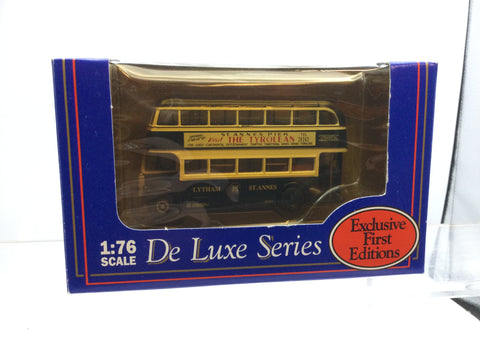 ST. ANNES PIER
Visit THE TYROLEAN
LYTHAM ST. ANNES
1:76
SCALE
De Luxe Series
Exclusive
First
Editions